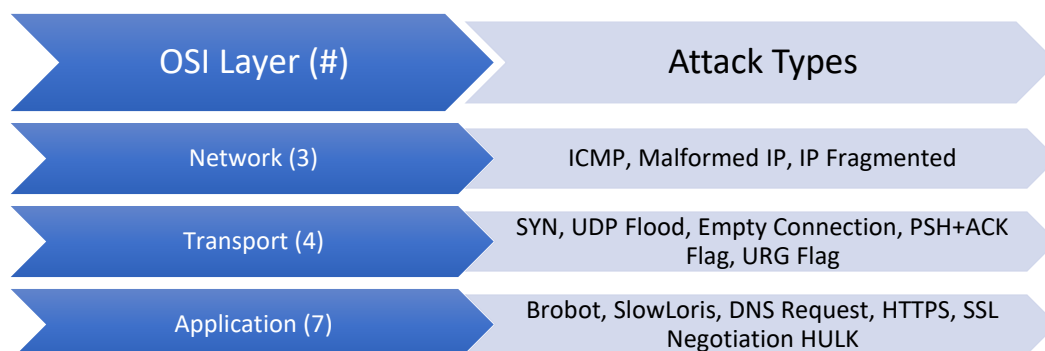 OSI Layer (#)
Attack Types
Network (3)
ICMP, Malformed IP, IP Fragmented
Transport (4)
SYN, UDP Flood, Empty Connection, PSH+ACK
Flag, URG Flag
Application (7)
Brobot, SlowLoris, DNS Request, HTTPS, SSL
Negotiation HULK